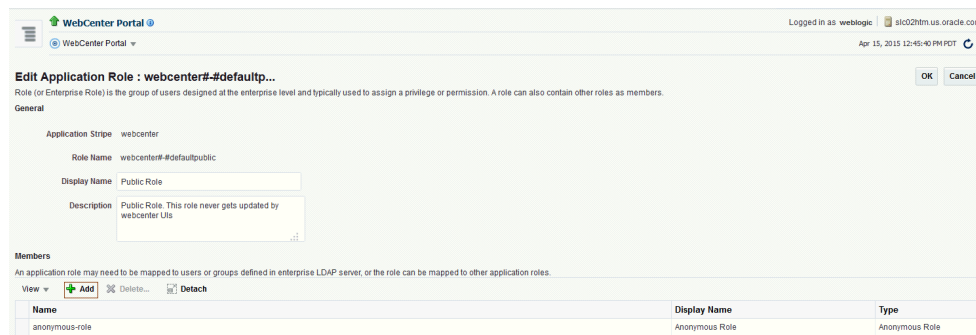 WebCenter Portal
Logged in as weblogic slc02htm.us.oracle.com
WebCenter Portal
Apr 15, 2015 12:45:40 PM PDT
Edit Application Role : webcenter#-#defaultp...
OK Cancel
Role (or Enterprise Role) is the group of users designed at the enterprise level and typically used to assign a privilege or permission. A role can also contain other roles as members.
General
Application Stripe webcenter
Role Name webcenter#-#defaultpublic
Display Name Public Role
Description Public Role. This role never gets updated by
webcenter UIs
Members
An application role may need to be mapped to users or groups defined in enterprise LDAP server, or the role can be mapped to other application roles.
View Add Delete... Detach
Name Display Name Type
anonymous-role Anonymous Role Anonymous Role